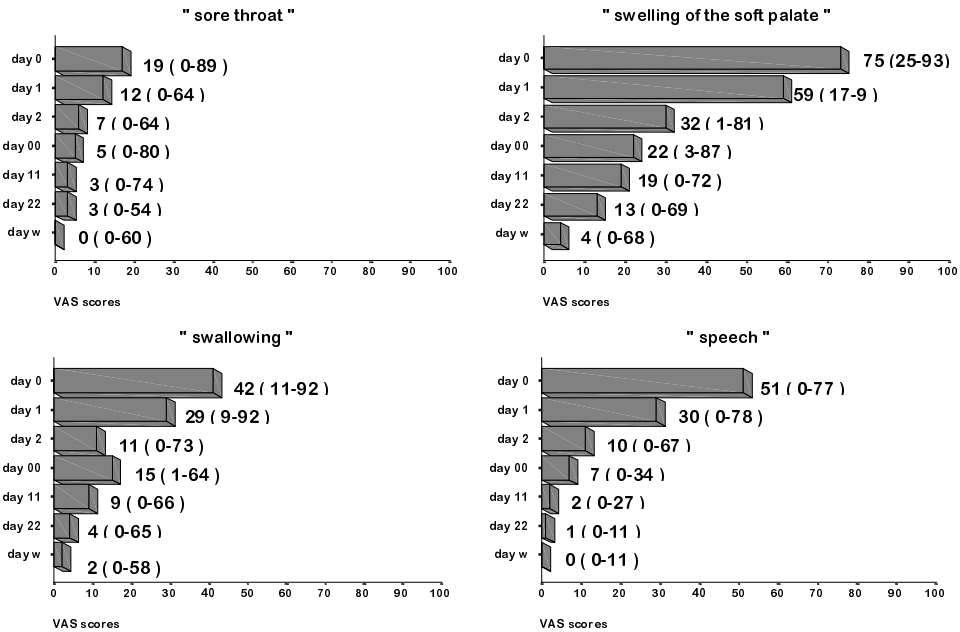 " sore throat "
day 0 19 ( 0-89 )
day 1 12 ( 0-64 )
day 2 7 ( 0-64 )
day 00 5 ( 0-80 )
day 11 3 ( 0-74 )
day 22 3 ( 0-54 )
day w 0 ( 0-60 )
0 10 20 30 40 50 60 70 80 90 100
VAS scores
" swelling of the soft palate "
day 0 75 (25-93)
day 1 59 ( 17-9 )
day 2 32 ( 1-81 )
day 00 22 ( 3-87 )
day 11 19 ( 0-72 )
day 22 13 ( 0-69 )
day w 4 ( 0-68 )
0 10 20 30 40 50 60 70 80 90 100
VAS scores
" swallowing "
day 0 42 ( 11-92 )
day 1 29 ( 9-92 )
day 2 11 ( 0-73 )
day 00 15 ( 1-64 )
day 11 9 ( 0-66 )
day 22 4 ( 0-65 )
day w 2 ( 0-58 )
0 10 20 30 40 50 60 70 80 90 100
VAS scores
" speech "
day 0 51 ( 0-77 )
day 1 30 ( 0-78 )
day 2 10 ( 0-67 )
day 00 7 ( 0-34 )
day 11 2 ( 0-27 )
day 22 1 ( 0-11 )
day w 0 ( 0-11 )
0 10 20 30 40 50 60 70 80 90 100
VAS scores